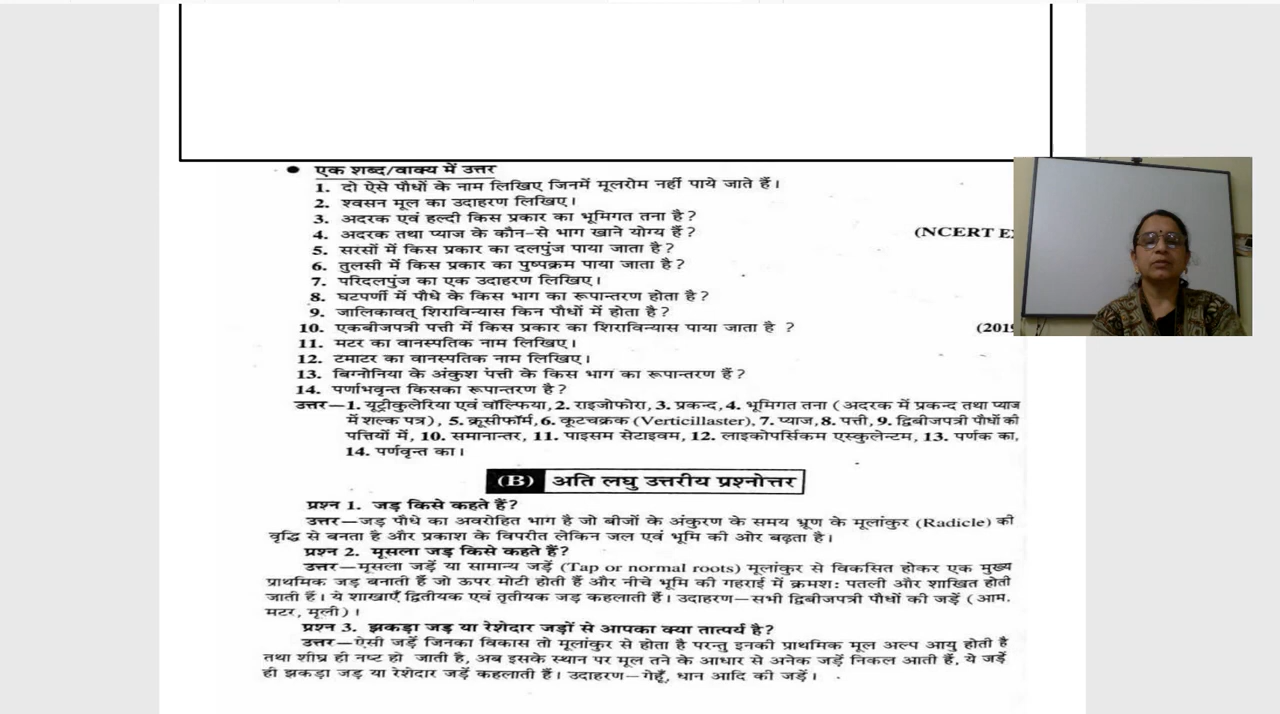 ● एक शब्द/वाक्य में उत्तर
1. दो ऐसे पौधों के नाम लिखिए जिनमें मूलरोम नहीं पाये जाते हैं।
2. श्वसन मूल का उदाहरण लिखिए।
3. अदरक एवं हल्दी किस प्रकार का भूमिगत तना है?
4. अदरक तथा प्याज के कौन-से भाग खाने योग्य हैं? (NCERT
5. सरसों में किस प्रकार का दलपुंज पाया जाता है?
6. तुलसी में किस प्रकार का पुष्पक्रम पाया जाता है?
7. परिदलपुंज का एक उदाहरण लिखिए।
8. घटपर्णी में पौधे के किस भाग का रूपान्तरण होता है?
9. जालिकावत् शिराविन्यास किन पौधों में होता है?
10. एकबीजपत्री पत्ती में किस प्रकार का शिराविन्यास पाया जाता है ? (2019
11. मटर का वानस्पतिक नाम लिखिए।
12. टमाटर का वानस्पतिक नाम लिखिए।
13. बिग्नोनिया के अंकुश पत्ती के किस भाग का रूपान्तरण हैं?
14. पर्णाभवृन्त किसका रूपान्तरण है?
उत्तर—1. यूट्रीकुलेरिया एवं वॉल्फिया, 2. राइजोफोरा, 3. प्रकन्द, 4. भूमिगत तना (अदरक में प्रकन्द तथा प्याज
में शल्क पत्र), 5. क्रूसीफॉर्म, 6. कूटचक्रक (Verticillaster), 7. प्याज, 8. पत्ती, 9. द्विबीजपत्री पौधों की
पत्तियों में, 10. समानान्तर, 11. पाइसम सेटाइवम, 12. लाइकोपर्सिकम एस्कुलेन्टम, 13. पर्णक का,
14. पर्णवृन्त का।
(B) अति लघु उत्तरीय प्रश्नोत्तर
प्रश्न 1. जड़ किसे कहते हैं?
उत्तर—जड़ पौधे का अवरोहित भाग है जो बीजों के अंकुरण के समय भ्रूण के मूलांकुर (Radicle) की
वृद्धि से बनता है और प्रकाश के विपरीत लेकिन जल एवं भूमि की ओर बढ़ता है।
प्रश्न 2. मूसला जड़ किसे कहते हैं?
उत्तर—मूसला जड़ें या सामान्य जड़ें (Tap or normal roots) मूलांकुर से विकसित होकर एक मुख्य
प्राथमिक जड़ बनाती हैं जो ऊपर मोटी होती हैं और नीचे भूमि की गहराई में क्रमश: पतली और शाखित होती
जाती हैं। ये शाखाएँ द्वितीयक एवं तृतीयक जड़ कहलाती हैं। उदाहरण—सभी द्विबीजपत्री पौधों की जड़ें (आम,
मटर, मूली)।
प्रश्न 3. झकड़ा जड़ या रेशेदार जड़ों से आपका क्या तात्पर्य है?
उत्तर—ऐसी जड़ें जिनका विकास तो मूलांकुर से होता है परन्तु इनकी प्राथमिक मूल अल्प आयु होती है
तथा शीघ्र ही नष्ट हो जाती है, अब इसके स्थान पर मूल तने के आधार से अनेक जड़ें निकल आती हैं, ये जड़ें
ही झकड़ा जड़ या रेशेदार जड़ें कहलाती हैं। उदाहरण—गेहूँ, धान आदि की जड़ें।